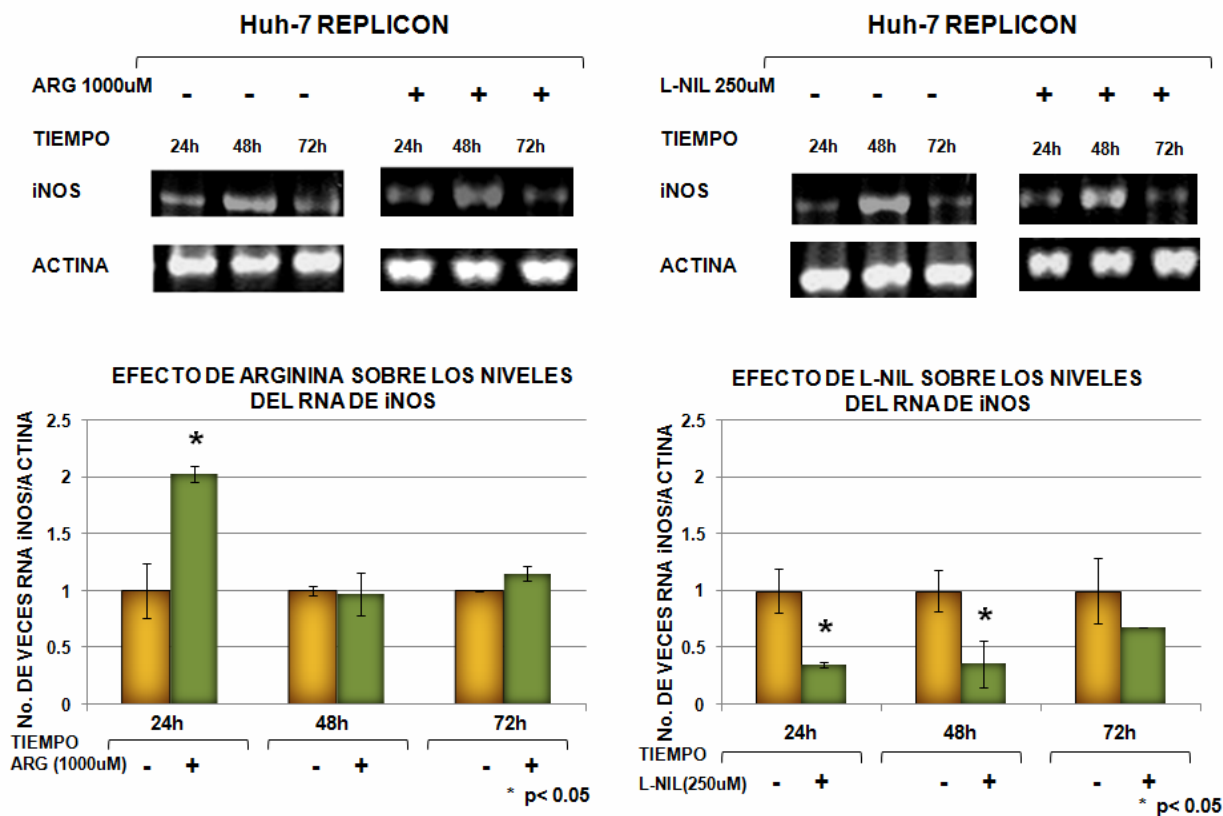 Huh-7 REPLICON
ARG 1000uM - - - + + +
TIEMPO 24h 48h 72h 24h 48h 72h
iNOS
ACTINA
EFECTO DE ARGININA SOBRE LOS NIVELES
DEL RNA DE iNOS
No. DE VECES RNA iNOS/ACTINA
2.5
2
1.5
1
0.5
0
*
24h 48h 72h
TIEMPO
ARG (1000uM) - + - + - +
* p< 0.05
Huh-7 REPLICON
L-NIL 250uM - - - + + +
TIEMPO 24h 48h 72h 24h 48h 72h
iNOS
ACTINA
EFECTO DE L-NIL SOBRE LOS NIVELES
DEL RNA DE iNOS
No. DE VECES RNA iNOS/ACTINA
2.5
2
1.5
1
0.5
0
* *
24h 48h 72h
TIEMPO
L-NIL(250uM) - + - + - +
* p< 0.05